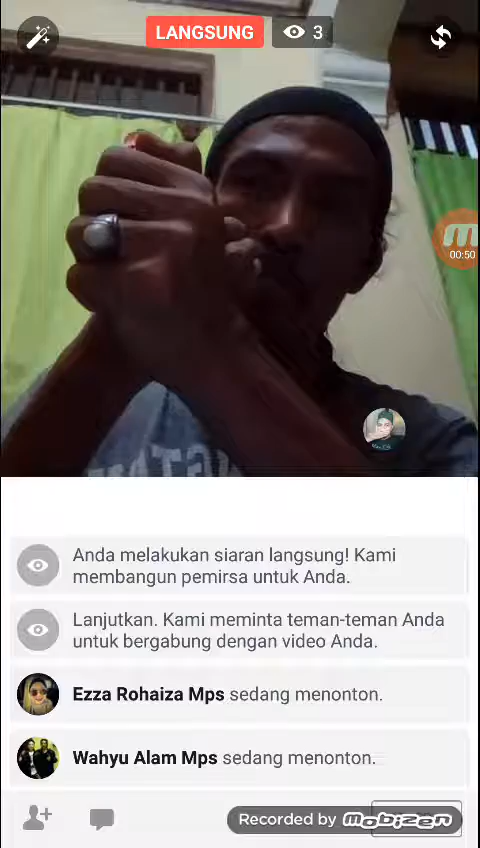 LANGSUNG
3
00:50
Anda melakukan siaran langsung! Kami
membangun pemirsa untuk Anda.
Lanjutkan. Kami meminta teman-teman Anda
untuk bergabung dengan video Anda.
Ezza Rohaiza Mps sedang menonton.
Wahyu Alam Mps sedang menonton.
Recorded by Mobizen